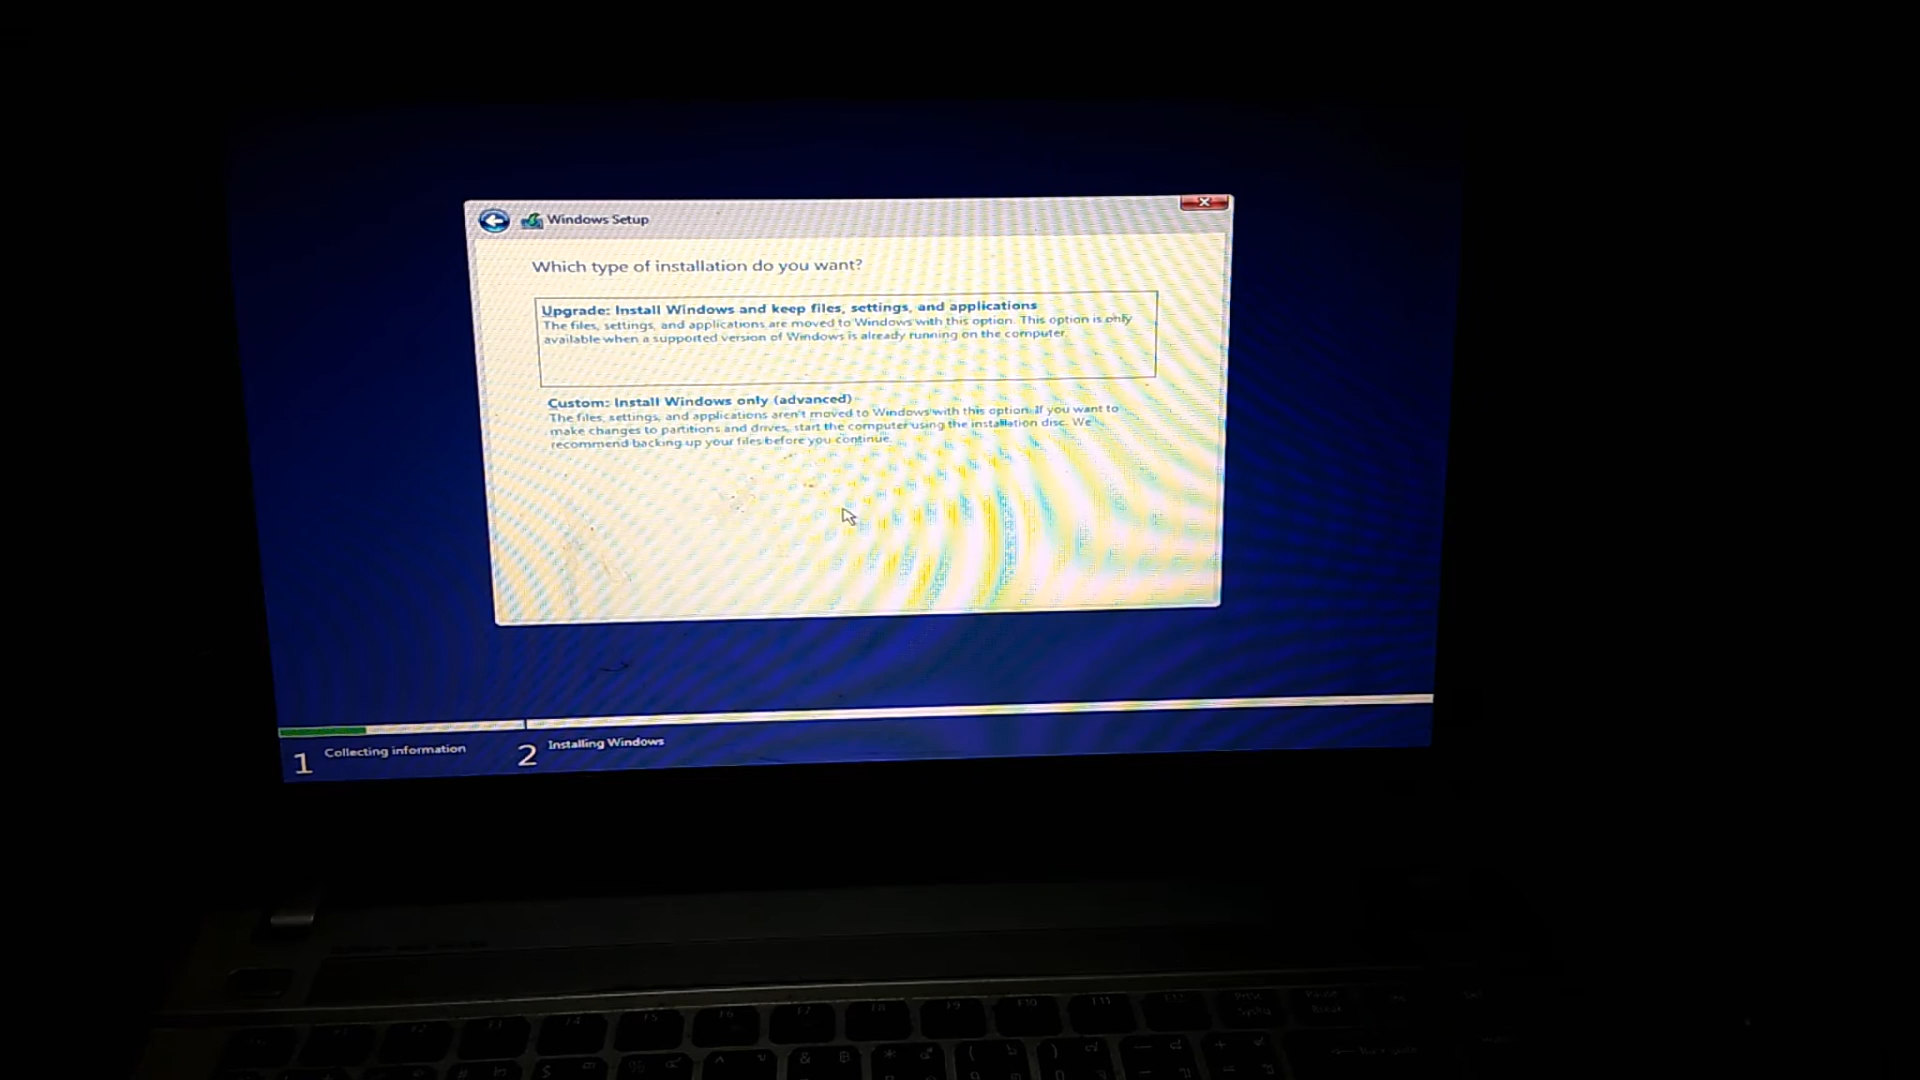 Windows Setup
Which type of installation do you want?
Upgrade: Install Windows and keep files, settings, and applications
The files, settings, and applications are moved to Windows with this option. This option is only
available when a supported version of Windows is already running on the computer.
Custom: Install Windows only (advanced)
The files, settings, and applications aren't moved to Windows with this option. If you want to
make changes to partitions and drives, start the computer using the installation disc. We
recommend backing up your files before you continue.
1 Collecting information
2 Installing Windows
F9 F10 F11